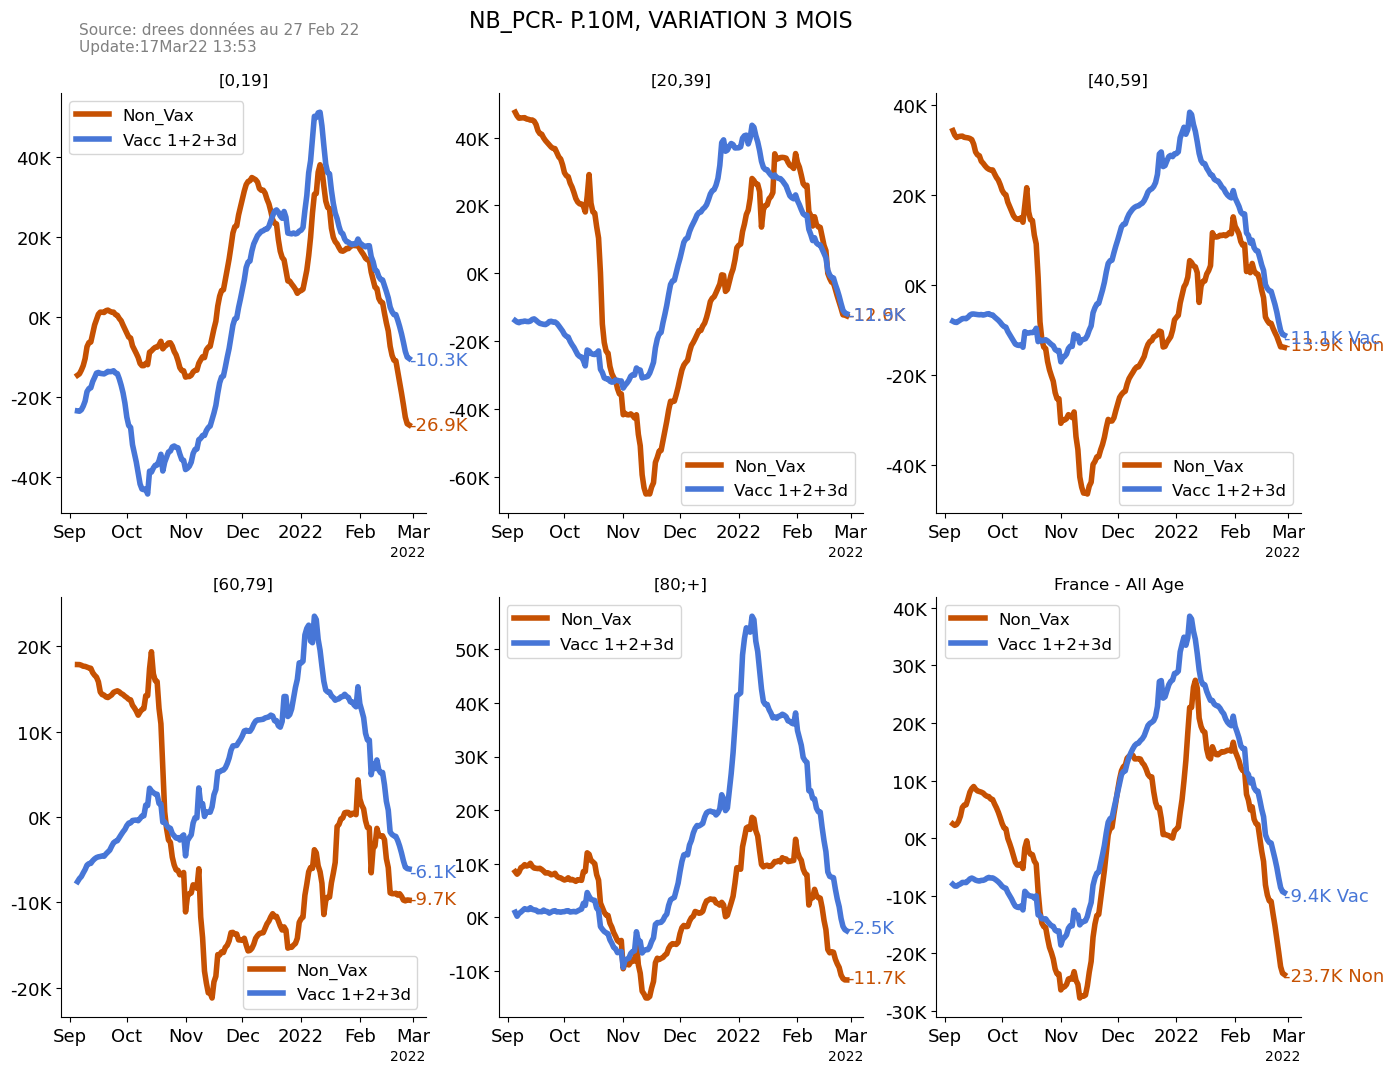 NB_PCR- P.10M, VARIATION 3 MOIS
Source: drees données au 27 Feb 22
Update:17Mar22 13:53
[0,19]
Non_Vax
Vacc 1+2+3d
40K
20K
0K
-20K
-40K
-10.3K
-26.9K
Sep Oct Nov Dec 2022 Feb Mar
2022
[20,39]
40K
20K
0K
-20K
-40K
-60K
-11.6K
Non_Vax
Vacc 1+2+3d
Sep Oct Nov Dec 2022 Feb Mar
2022
[40,59]
40K
20K
0K
-20K
-40K
-11.1K Vac
-13.9K Non
Non_Vax
Vacc 1+2+3d
Sep Oct Nov Dec 2022 Feb Mar
2022
[60,79]
20K
10K
0K
-10K
-20K
-6.1K
-9.7K
Non_Vax
Vacc 1+2+3d
Sep Oct Nov Dec 2022 Feb Mar
2022
[80;+]
Non_Vax
Vacc 1+2+3d
50K
40K
30K
20K
10K
0K
-10K
-2.5K
-11.7K
Sep Oct Nov Dec 2022 Feb Mar
2022
France - All Age
Non_Vax
Vacc 1+2+3d
40K
30K
20K
10K
0K
-10K
-20K
-30K
-9.4K Vac
-23.7K Non
Sep Oct Nov Dec 2022 Feb Mar
2022